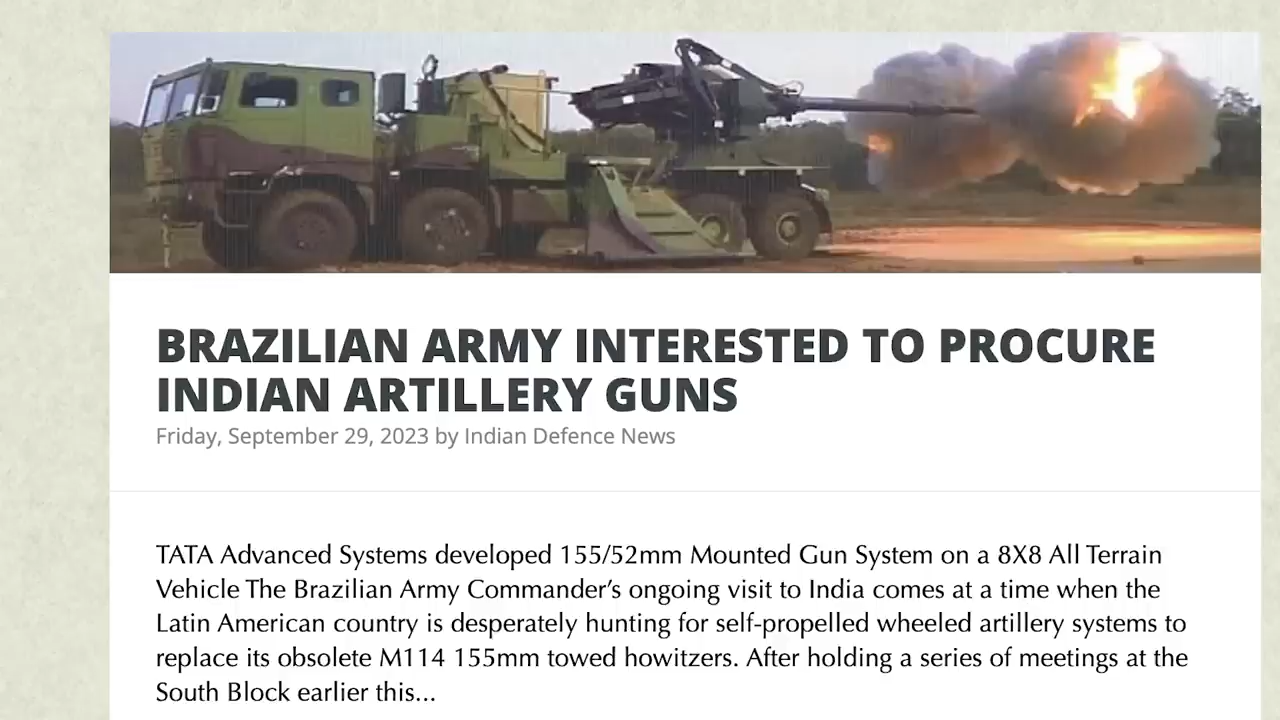 BRAZILIAN ARMY INTERESTED TO PROCURE
INDIAN ARTILLERY GUNS
Friday, September 29, 2023 by Indian Defence News
TATA Advanced Systems developed 155/52mm Mounted Gun System on a 8X8 All Terrain
Vehicle The Brazilian Army Commander’s ongoing visit to India comes at a time when the
Latin American country is desperately hunting for self-propelled wheeled artillery systems to
replace its obsolete M114 155mm towed howitzers. After holding a series of meetings at the
South Block earlier this...